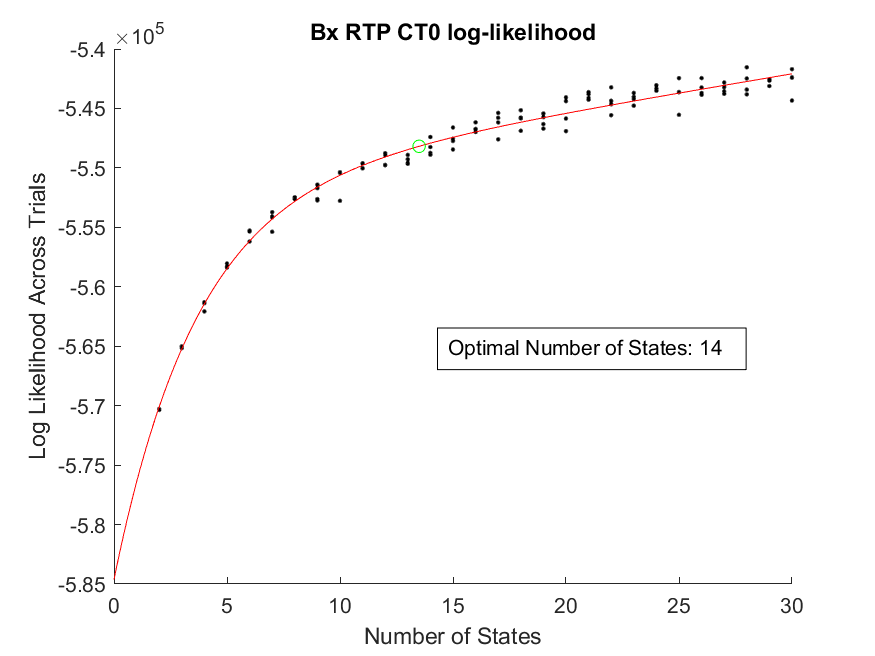 Bx RTP CT0 log-likelihood
×10^5
-5.4
-5.45
-5.5
-5.55
-5.6
-5.65
-5.7
-5.75
-5.8
-5.85
Log Likelihood Across Trials
Optimal Number of States: 14
0 5 10 15 20 25 30
Number of States